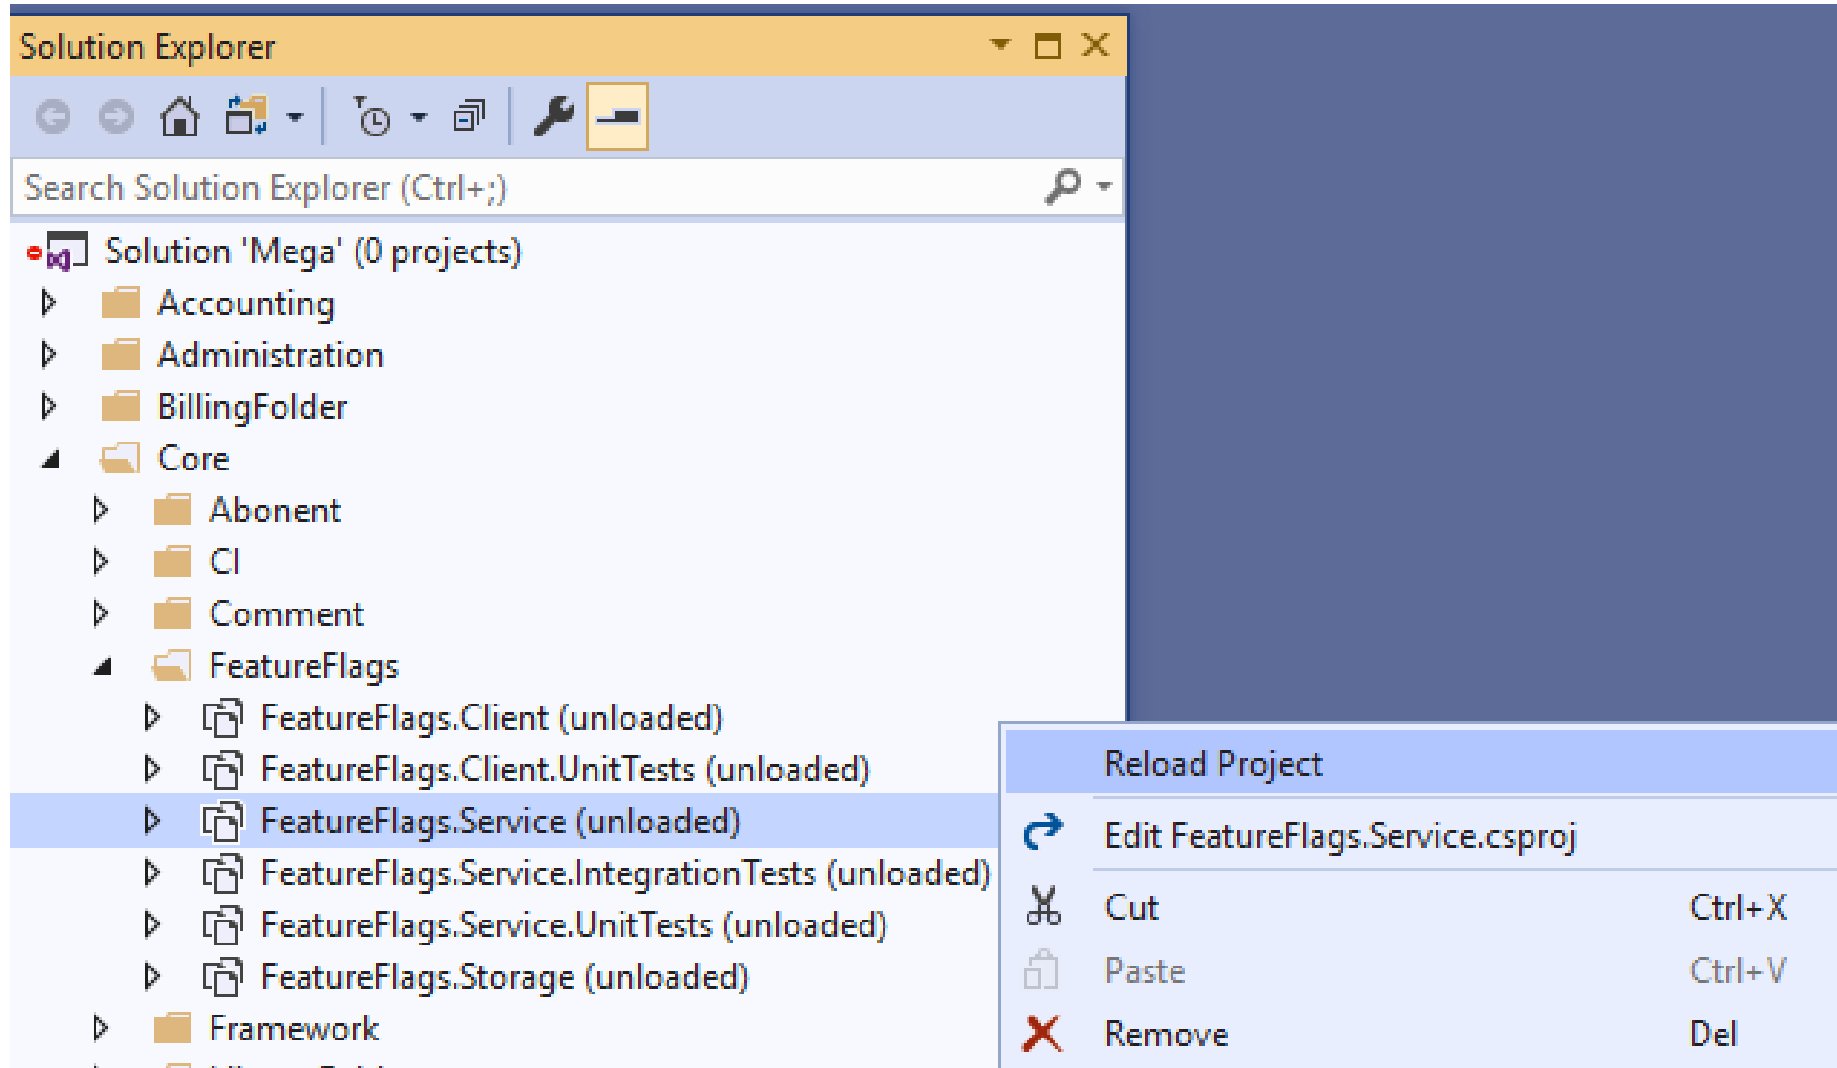 Solution Explorer
Search Solution Explorer (Ctrl+;)
Solution 'Mega' (0 projects)
Accounting
Administration
BillingFolder
Core
Abonent
CI
Comment
FeatureFlags
FeatureFlags.Client (unloaded)
FeatureFlags.Client.UnitTests (unloaded)
FeatureFlags.Service (unloaded)
FeatureFlags.Service.IntegrationTests (unloaded)
FeatureFlags.Service.UnitTests (unloaded)
FeatureFlags.Storage (unloaded)
Framework
Reload Project
Edit FeatureFlags.Service.csproj
Cut Ctrl+X
Paste Ctrl+V
Remove Del